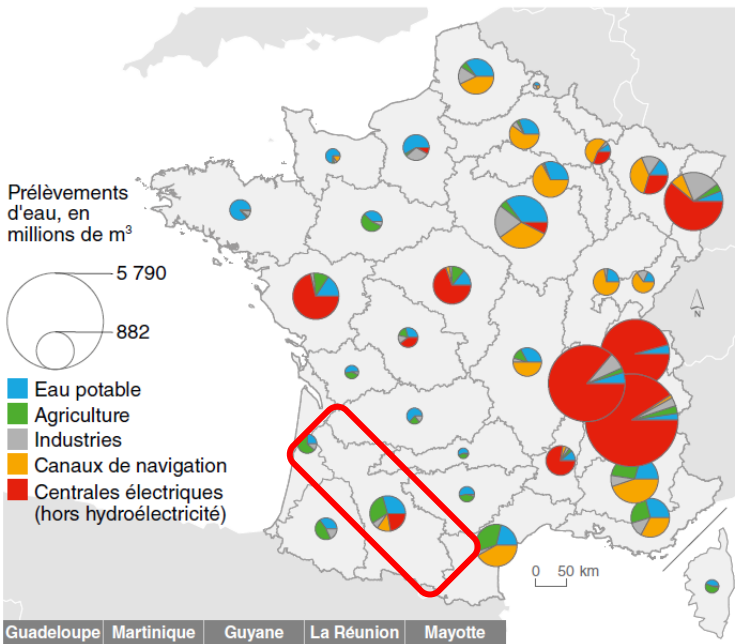 Prélèvements
d'eau, en
millions de m³
5 790
882
Eau potable
Agriculture
Industries
Canaux de navigation
Centrales électriques
(hors hydroélectricité)
N
0 50 km
Guadeloupe Martinique Guyane La Réunion Mayotte